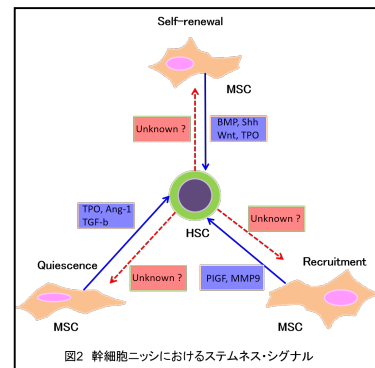 Self-renewal
MSC
Unknown ?
BMP, Shh
Wnt, TPO
TPO, Ang-1
TGF-b
HSC
Unknown ?
Quiescence
Unknown ?
Recruitment
PlGF, MMP9
MSC
MSC
図2 幹細胞ニッシにおけるステムネス・シグナル